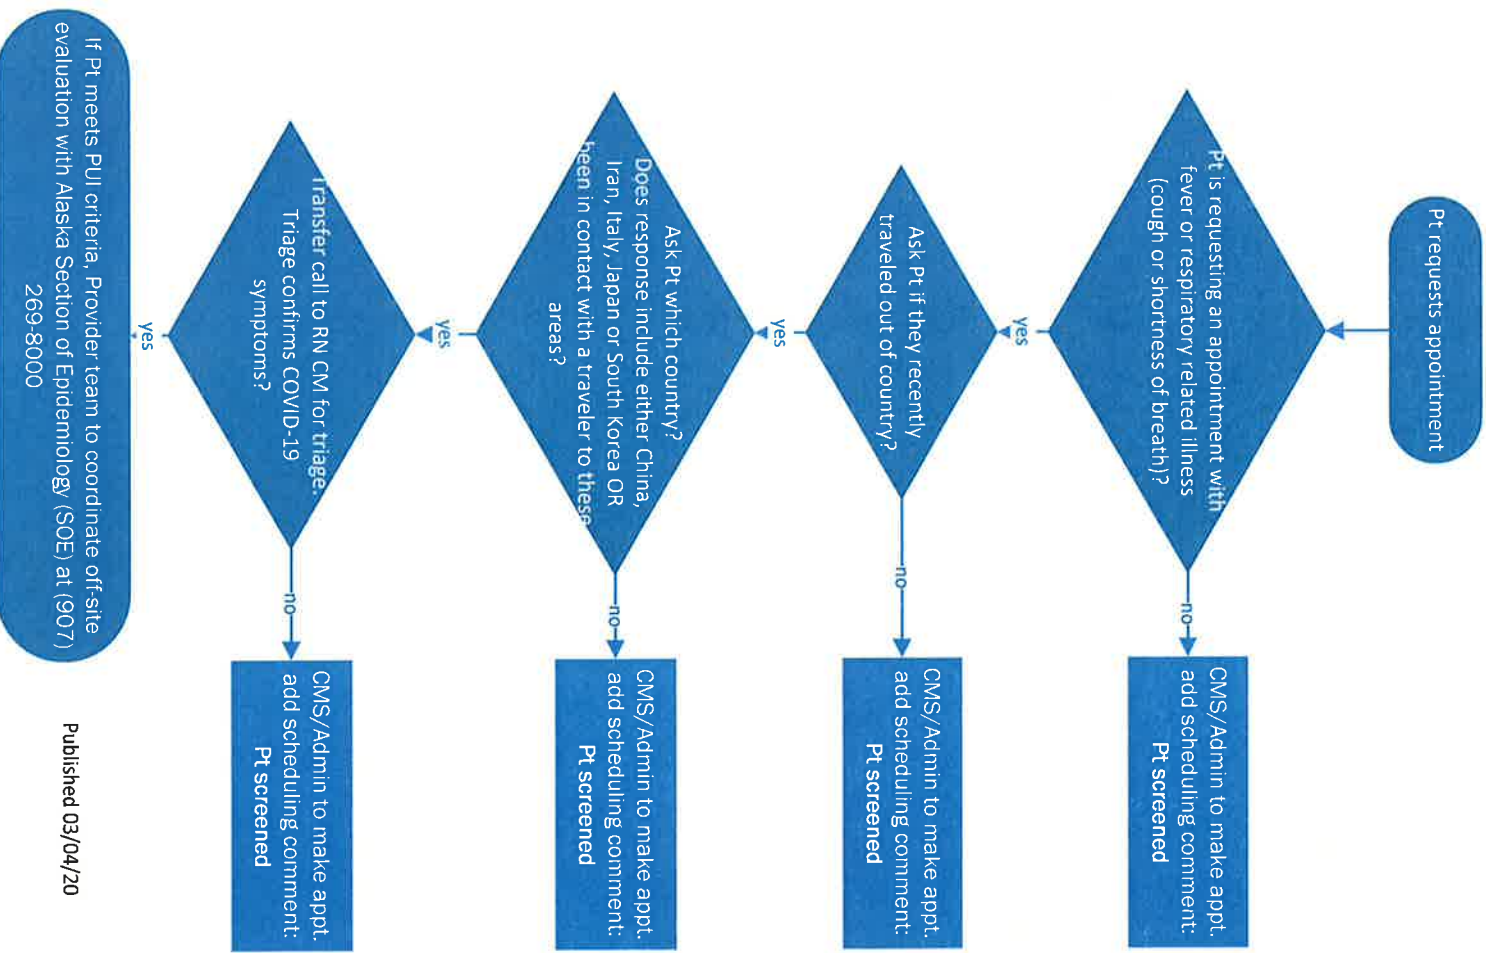 Pt requests appointment
Pt is requesting an appointment with
fever or respiratory related illness
(cough or shortness of breath)?
no
CMS/Admin to make appt.
add scheduling comment:
Pt screened
yes
Ask Pt if they recently
traveled out of country?
no
CMS/Admin to make appt.
add scheduling comment:
Pt screened
yes
Ask Pt which country?
Does response include either China,
Iran, Italy, Japan or South Korea OR
been in contact with a traveler to these
areas?
no
CMS/Admin to make appt.
add scheduling comment:
Pt screened
yes
Transfer call to RN CM for triage.
Triage confirms COVID-19
symptoms?
no
CMS/Admin to make appt.
add scheduling comment:
Pt screened
yes
If Pt meets PUI criteria, Provider team to coordinate off-site
evaluation with Alaska Section of Epidemiology (SOE) at (907)
269-8000
Published 03/04/20